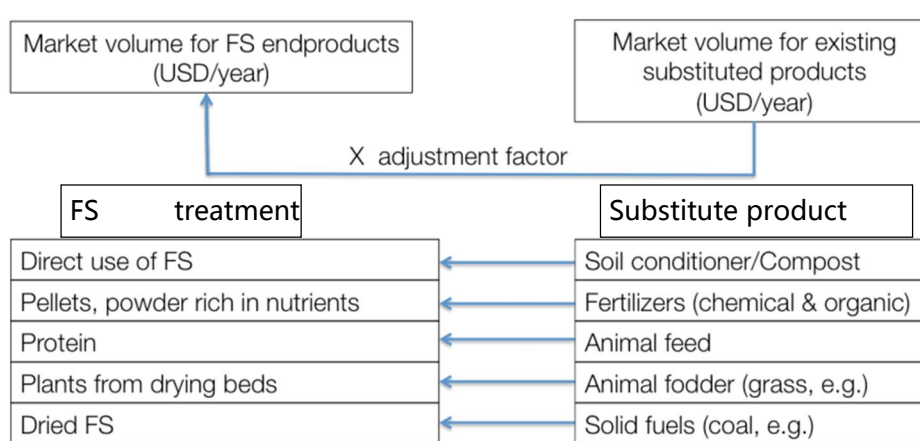 Market volume for FS endproducts
(USD/year)
Market volume for existing
substituted products
(USD/year)
X adjustment factor
FS treatment
Substitute product
Direct use of FS
Soil conditioner/Compost
Pellets, powder rich in nutrients
Fertilizers (chemical & organic)
Protein
Animal feed
Plants from drying beds
Animal fodder (grass, e.g.)
Dried FS
Solid fuels (coal, e.g.)